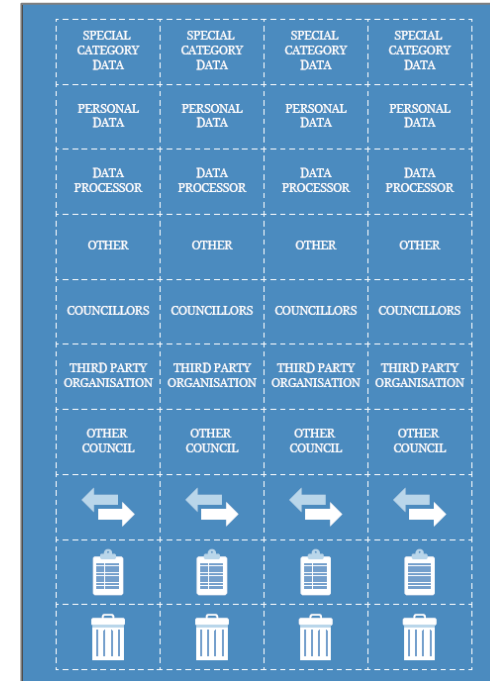 SPECIAL CATEGORY DATA SPECIAL CATEGORY DATA SPECIAL CATEGORY DATA SPECIAL CATEGORY DATA
PERSONAL DATA PERSONAL DATA PERSONAL DATA PERSONAL DATA
DATA PROCESSOR DATA PROCESSOR DATA PROCESSOR DATA PROCESSOR
OTHER OTHER OTHER OTHER
COUNCILLORS COUNCILLORS COUNCILLORS COUNCILLORS
THIRD PARTY ORGANISATION THIRD PARTY ORGANISATION THIRD PARTY ORGANISATION THIRD PARTY ORGANISATION
OTHER COUNCIL OTHER COUNCIL OTHER COUNCIL OTHER COUNCIL